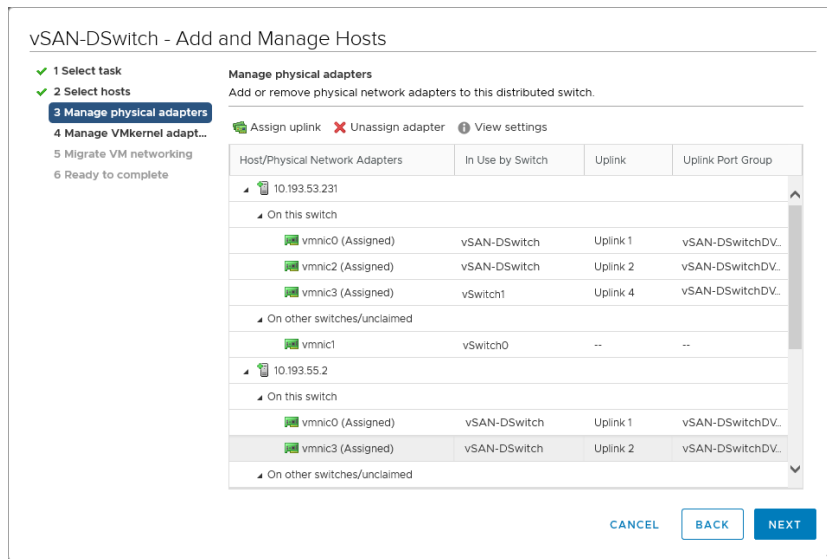 vSAN-DSwitch - Add and Manage Hosts
1 Select task
2 Select hosts
3 Manage physical adapters
4 Manage VMkernel adapt...
5 Migrate VM networking
6 Ready to complete
Manage physical adapters
Add or remove physical network adapters to this distributed switch.
Assign uplink Unassign adapter View settings
Host/Physical Network Adapters In Use by Switch Uplink Uplink Port Group
10.193.53.231
On this switch
vmnic0 (Assigned) vSAN-DSwitch Uplink 1 vSAN-DSwitchDV...
vmnic2 (Assigned) vSAN-DSwitch Uplink 2 vSAN-DSwitchDV...
vmnic3 (Assigned) vSwitch1 Uplink 4 vSAN-DSwitchDV...
On other switches/unclaimed
vmnic1 vSwitch0 -- --
10.193.55.2
On this switch
vmnic0 (Assigned) vSAN-DSwitch Uplink 1 vSAN-DSwitchDV...
vmnic3 (Assigned) vSAN-DSwitch Uplink 2 vSAN-DSwitchDV...
On other switches/unclaimed
CANCEL BACK NEXT